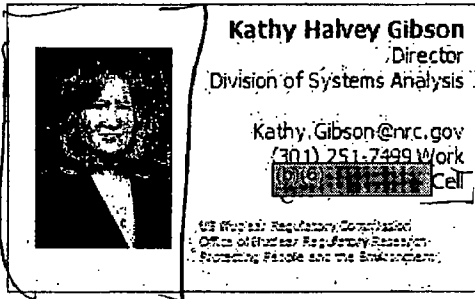 Kathy Halvey Gibson
Director
Division of Systems Analysis
Kathy.Gibson@nrc.gov
(301) 251-7499 Work
(b)(6) Cell
US Nuclear Regulatory Commission
Office of Nuclear Regulatory Research
Protecting People and the Environment